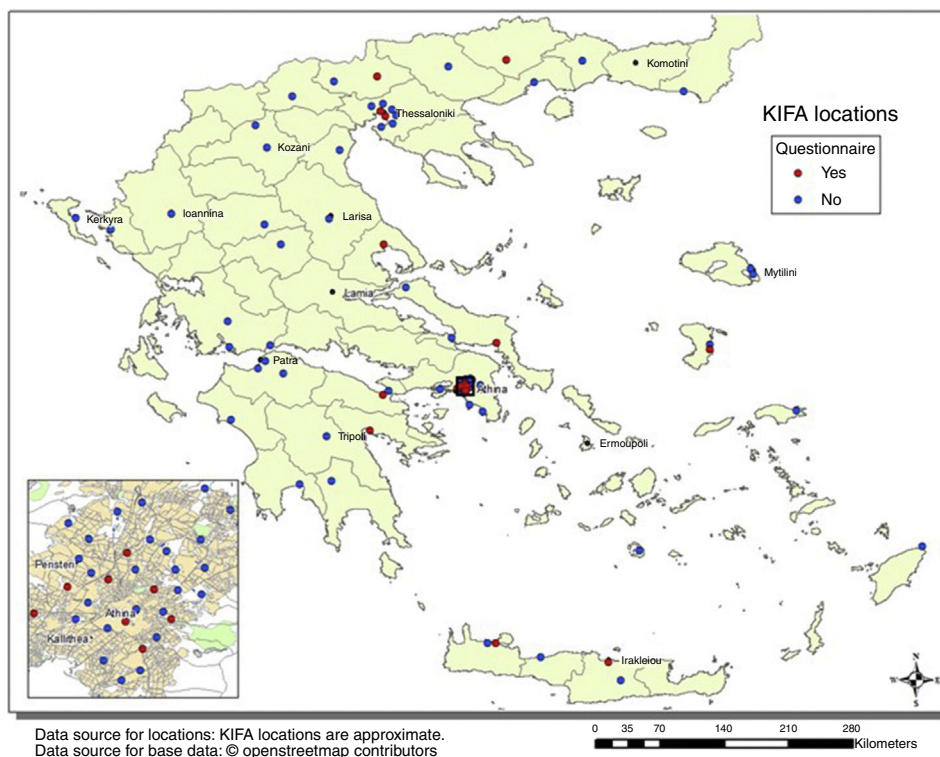 Komotini
KIFA locations
Thessaloniki
Questionnaire
Yes
No
Kozani
Kerkyra
Ioannina
Larisa
Mytilini
Lamia
Patra
Athina
Tripoli
Ermoupoli
Pensten
Athina
Kallithea
Irakleiou
N
W E
S
Data source for locations: KIFA locations are approximate.
Data source for base data: © openstreetmap contributors
0 35 70 140 210 280
Kilometers